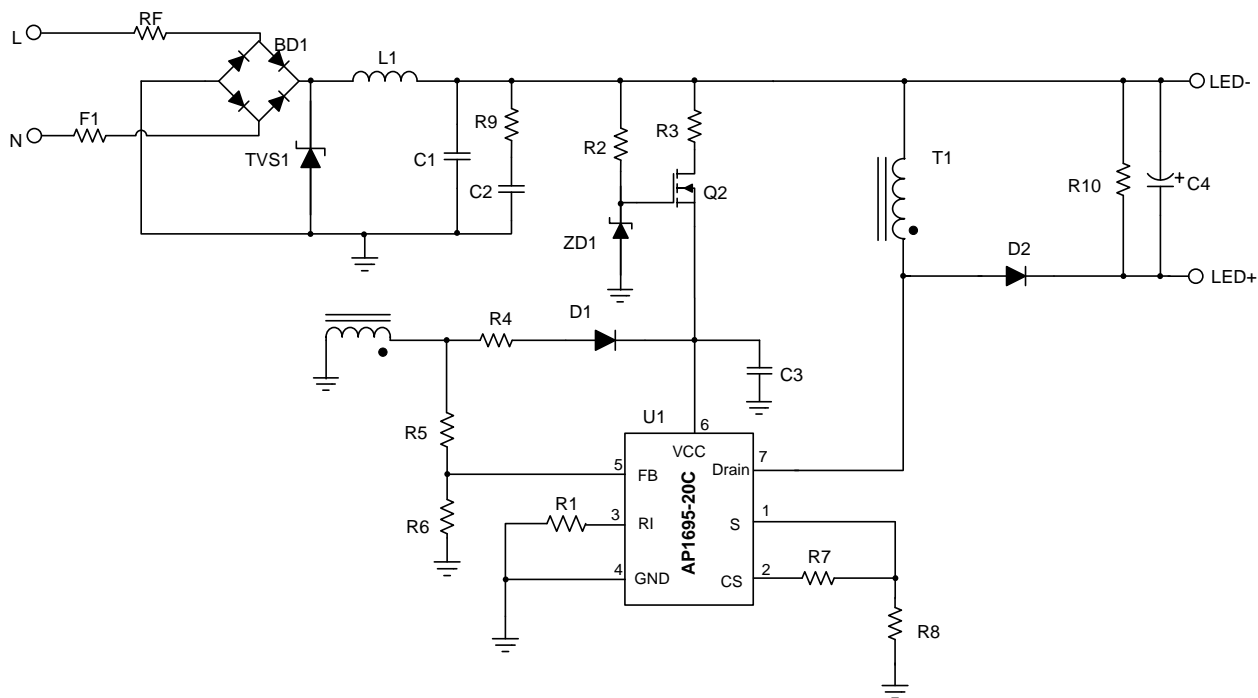 RF
L
BD1
L1
LED-
F1
N
R9
R2
R3
TVS1
C1
C2
Q2
T1
R10
+
C4
ZD1
D2
LED+
R4
D1
C3
U1
6
R5
VCC
5
FB
Drain
7
R6
R1
3
RI
AP1695-20C
S
1
4
GND
CS
2
R7
R8